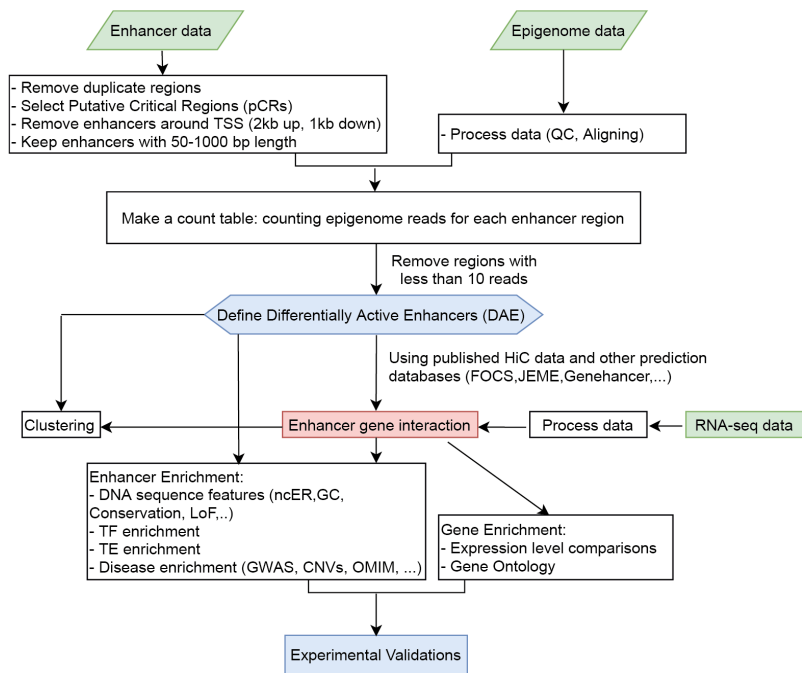 Enhancer data
Epigenome data
- Remove duplicate regions
- Select Putative Critical Regions (pCRs)
- Remove enhancers around TSS (2kb up, 1kb down)
- Keep enhancers with 50-1000 bp length
- Process data (QC, Aligning)
Make a count table: counting epigenome reads for each enhancer region
Remove regions with
less than 10 reads
Define Differentially Active Enhancers (DAE)
Using published HiC data and other prediction
databases (FOCS,JEME,Genehancer,...)
Clustering
Enhancer gene interaction
Process data
RNA-seq data
Enhancer Enrichment:
- DNA sequence features (ncER,GC,
Conservation, LoF,..)
- TF enrichment
- TE enrichment
- Disease enrichment (GWAS, CNVs, OMIM, ...)
Gene Enrichment:
- Expression level comparisons
- Gene Ontology
Experimental Validations